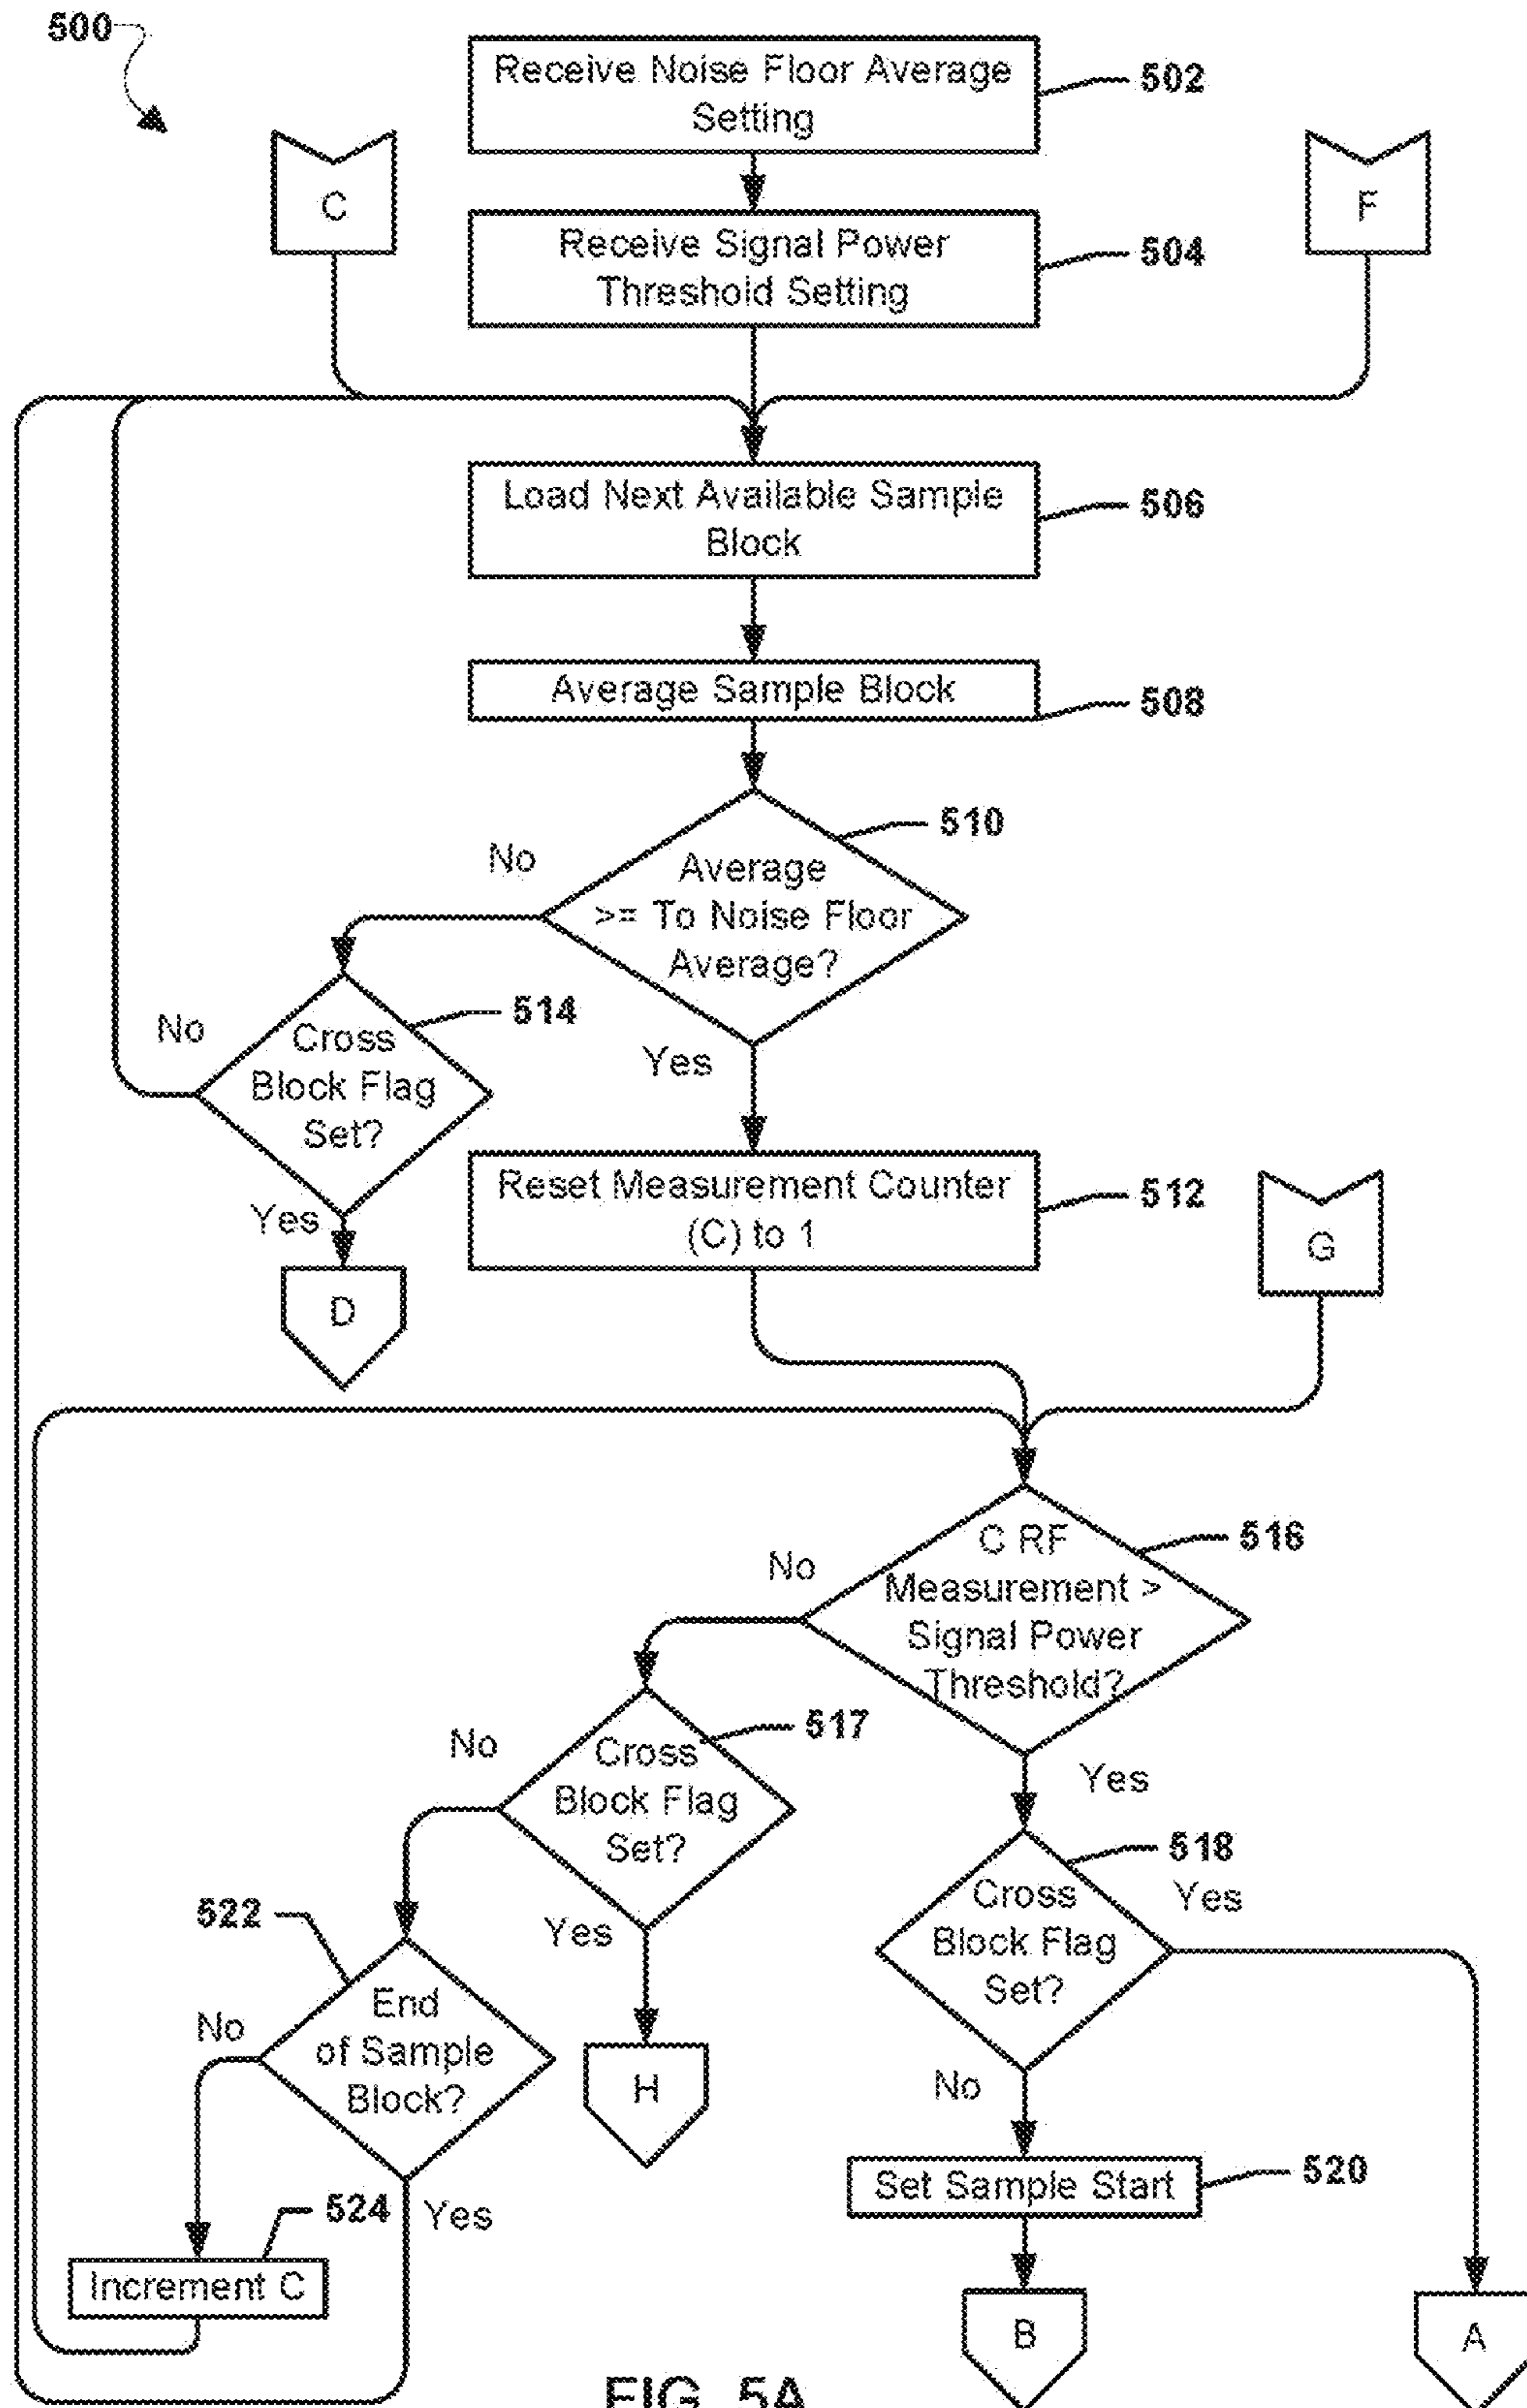 500
Receive Noise Floor Average
Setting
502
C
F
Receive Signal Power
Threshold Setting
504
Load Next Available Sample
Block
506
Average Sample Block
508
510
No
Average
>= To Noise Floor
Average?
514
No
Cross
Block Flag
Set?
Yes
Yes
Reset Measurement Counter
(C) to 1
512
G
D
C RF
Measurement >
Signal Power
Threshold?
516
No
517
No
Cross
Block Flag
Set?
Yes
518
Yes
Cross
Block Flag
Set?
522
Yes
End
of Sample
Block?
No
H
No
Set Sample Start
520
524
Yes
Increment C
B
A
FIG. 5A